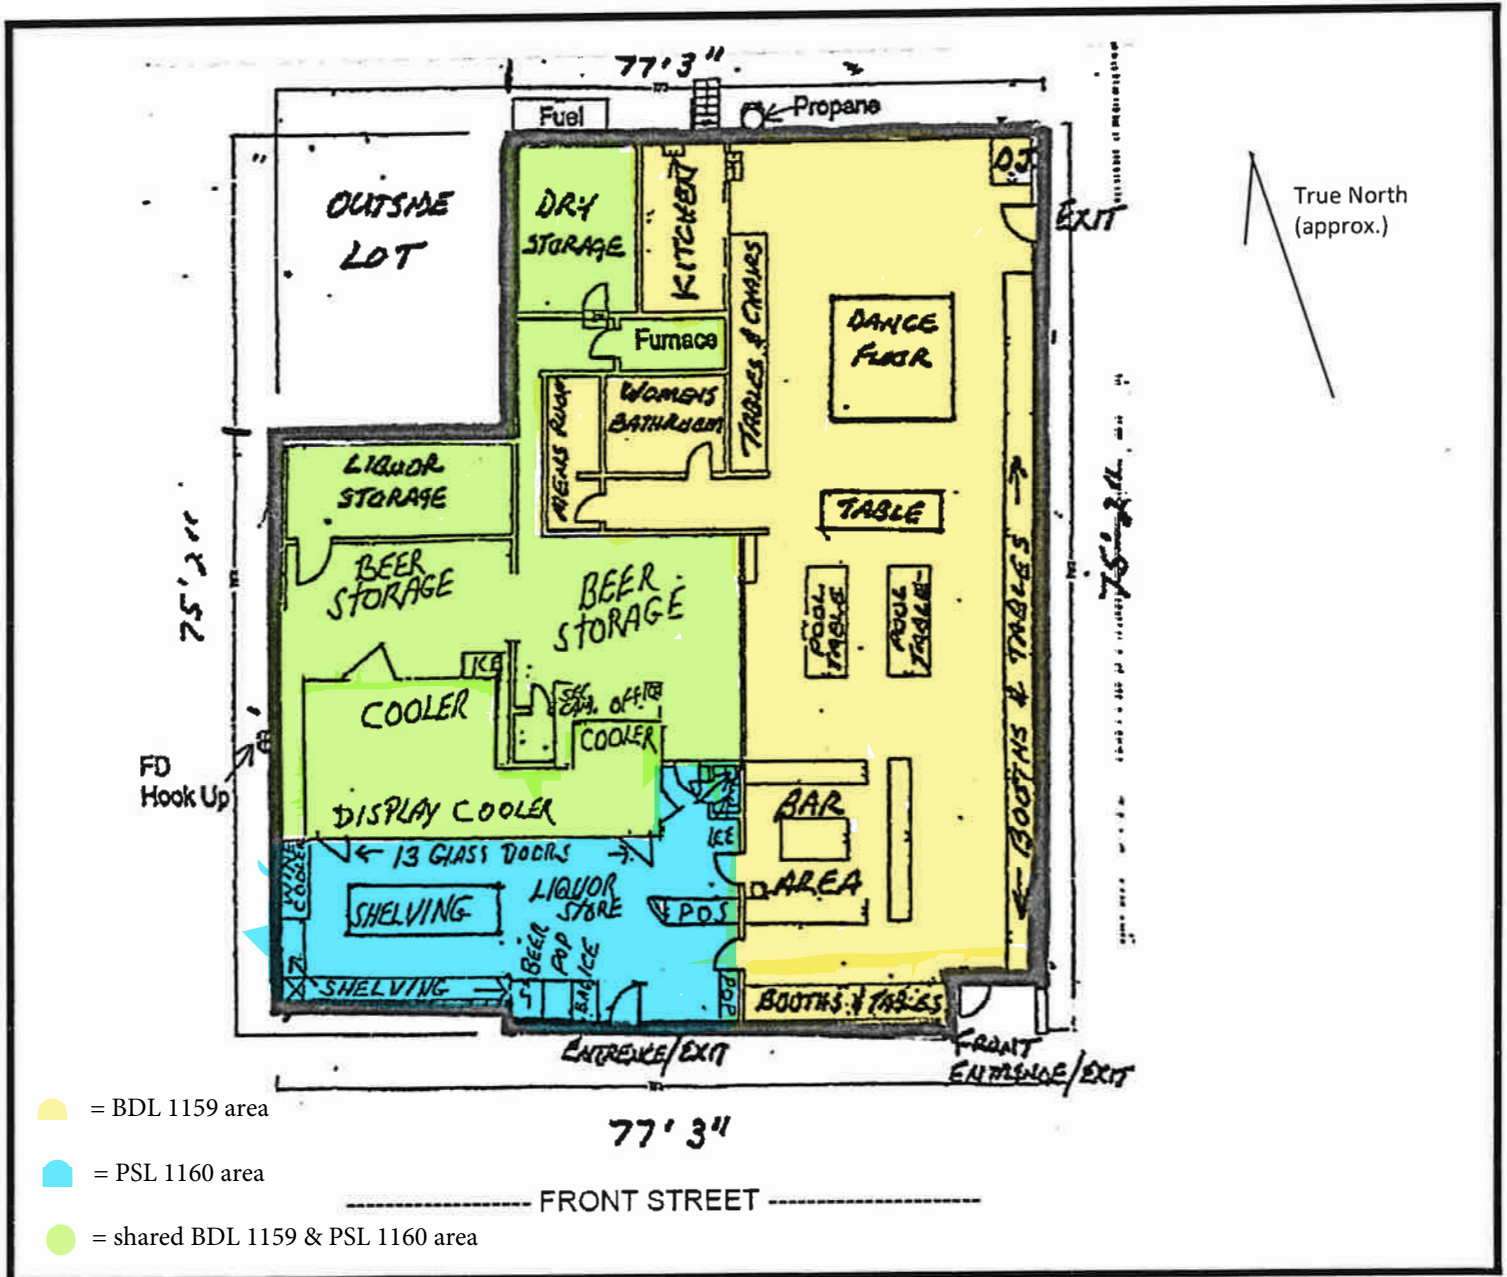 77'3"
Fuel
Propane
True North
(approx.)
OUTSIDE
LOT
DRY
STORAGE
KITCHEN
DJ
EXIT
TABLES & CHAIRS
DANCE
FLOOR
Furnace
MENS ROOM
WOMENS
BATHROOM
LIQUOR
STORAGE
TABLE
75' 2"
75' 2"
BEER
STORAGE
BEER
STORAGE
POOL
TABLE
POOL
TABLE
← BOOTHS & TABLES →
ICE
COOLER
SEC
CAM. OFFICE
COOLER
FD
Hook Up
DISPLAY COOLER
BAR
AREA
ICE
WINE
COOLER
← 13 GLASS DOORS →
SHELVING
LIQUOR
STORE
POS
BEER
POP
ICE
SHELVING
BAG
POP
BOOTHS & TABLES
ENTRENCE/EXIT
FRONT
ENTRENCE/EXIT
= BDL 1159 area
77' 3"
= PSL 1160 area
FRONT STREET
= shared BDL 1159 & PSL 1160 area